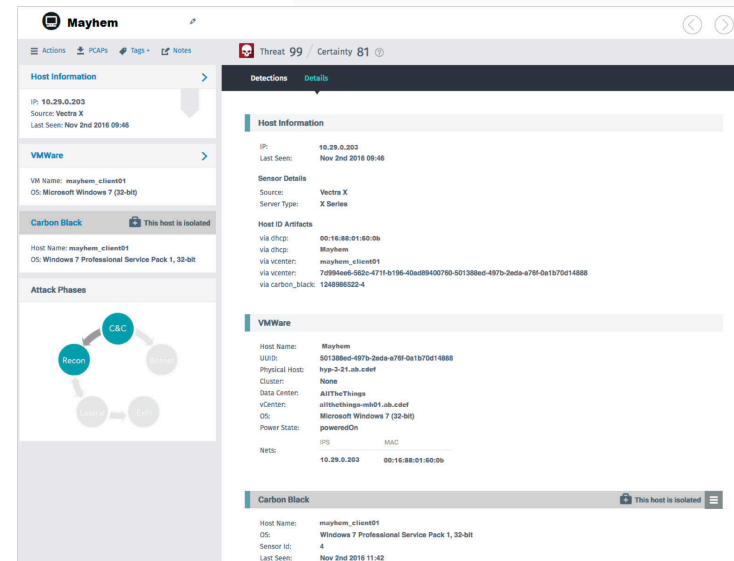 Mayhem
Actions PCAPs Tags Notes
Threat 99 / Certainty 81
Host Information
IP: 10.29.0.203
Source: Vectra X
Last Seen: Nov 2nd 2016 09:46
VMWare
VM Name: mayhem_client01
OS: Microsoft Windows 7 (32-bit)
Carbon Black This host is isolated
Host Name: mayhem_client01
OS: Windows 7 Professional Service Pack 1, 32-bit
Attack Phases
C&C
Recon
Botnet
Lateral
Exfil
Detections Details
Host Information
IP: 10.29.0.203
Last Seen: Nov 2nd 2016 09:46
Sensor Details
Source: Vectra X
Server Type: X Series
Host ID Artifacts
via dhcp: 00:16:88:01:60:0b
via dhcp: Mayhem
via vcenter: mayhem_client01
via vcenter: 7d994ee6-562c-471f-b196-40ad89400760-501388ed-497b-2eda-a76f-0a1b70d14888
via carbon_black: 1248986522-4
VMWare
Host Name: Mayhem
UUID: 501388ed-497b-2eda-a76f-0a1b70d14888
Physical Host: hyp-3-21.ab.cdef
Cluster: None
Data Center: AllTheThings
vCenter: allthethings-mh01.ab.cdef
OS: Microsoft Windows 7 (32-bit)
Power State: poweredOn
IPS MAC
Nets:
10.29.0.203 00:16:88:01:60:0b
Carbon Black This host is isolated
Host Name: mayhem_client01
OS: Windows 7 Professional Service Pack 1, 32-bit
Sensor Id: 4
Last Seen: Nov 2nd 2016 11:42